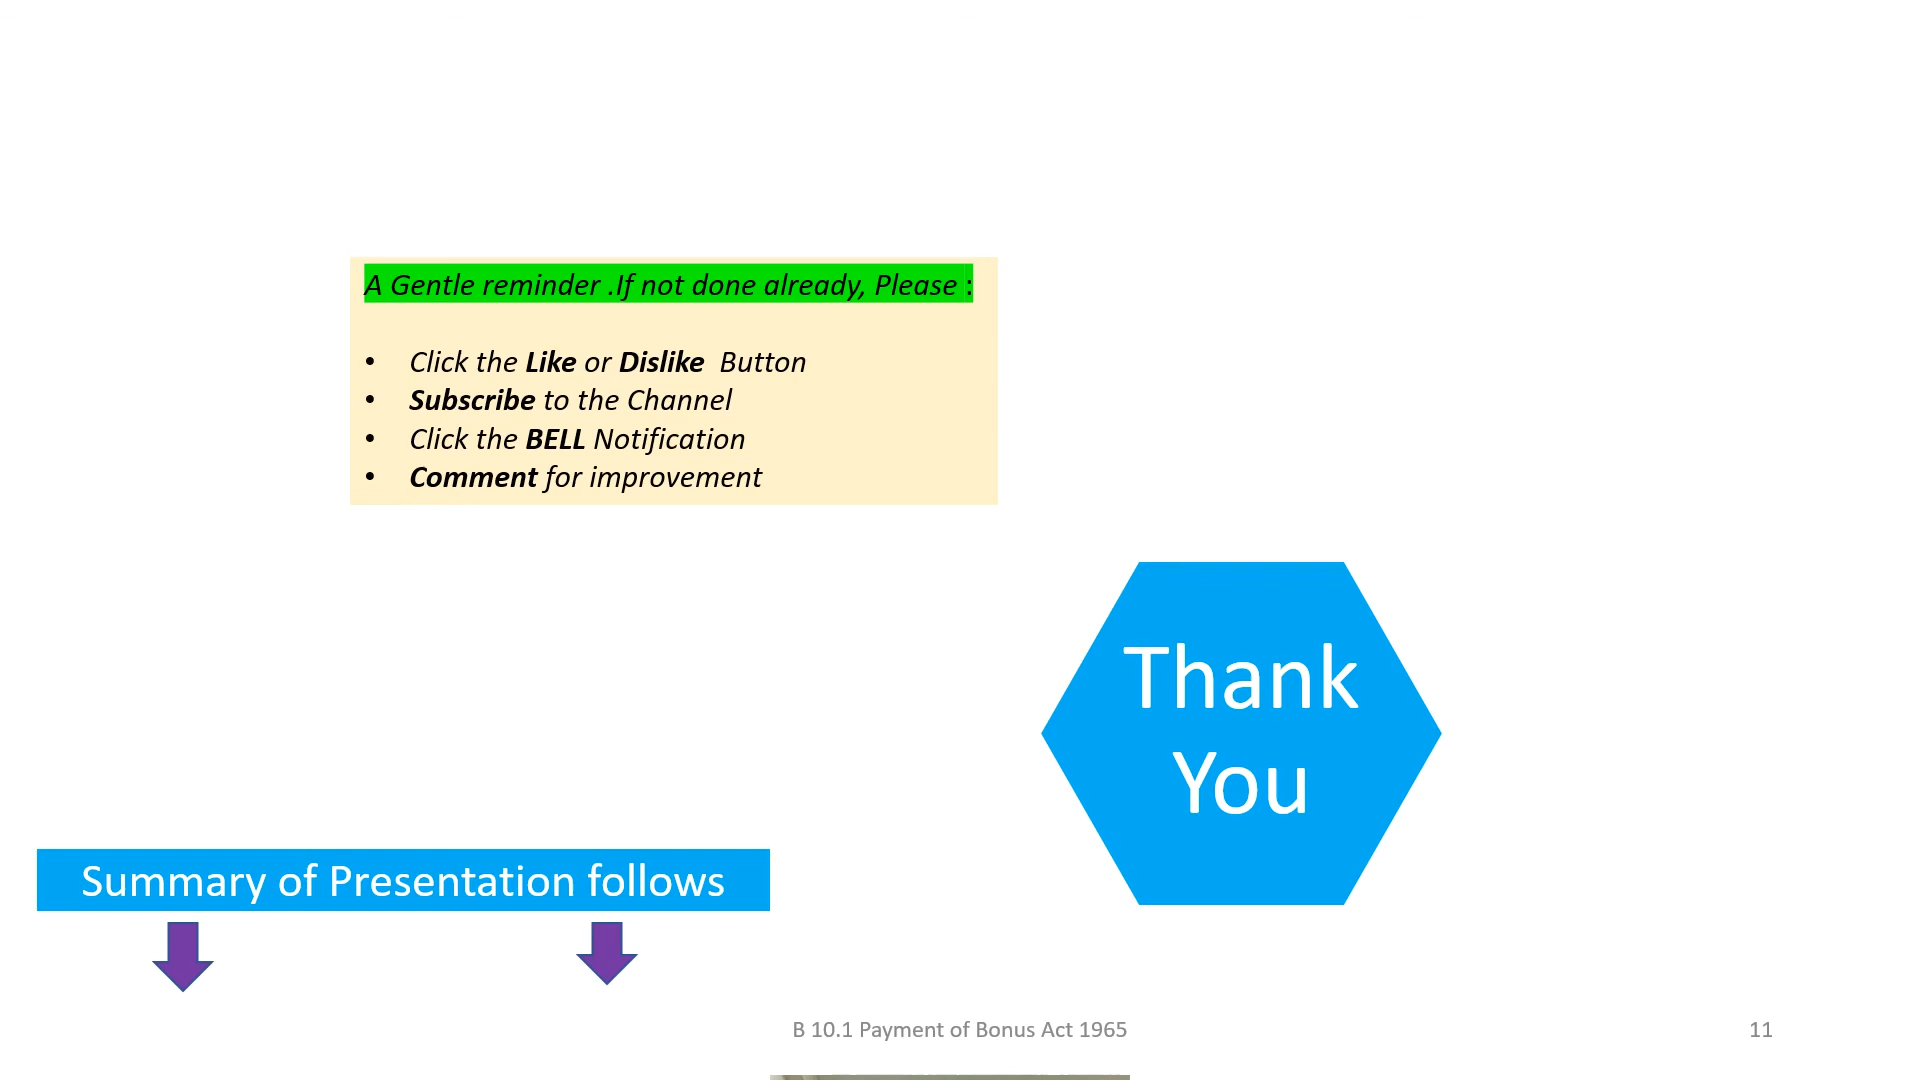 A Gentle reminder .If not done already, Please :
• Click the Like or Dislike  Button
• Subscribe to the Channel
• Click the BELL Notification
• Comment for improvement
Thank
You
Summary of Presentation follows
B 10.1 Payment of Bonus Act 1965
11